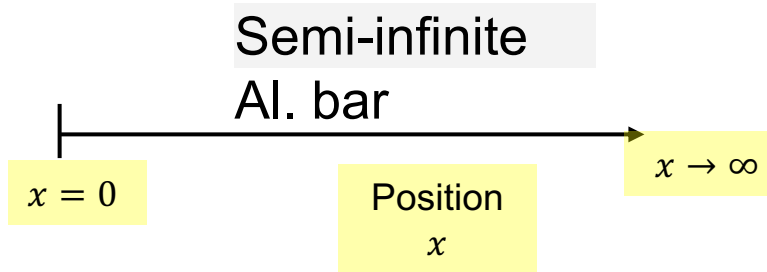 Semi-infinite
Al. bar
x = 0
x → ∞
Position
x